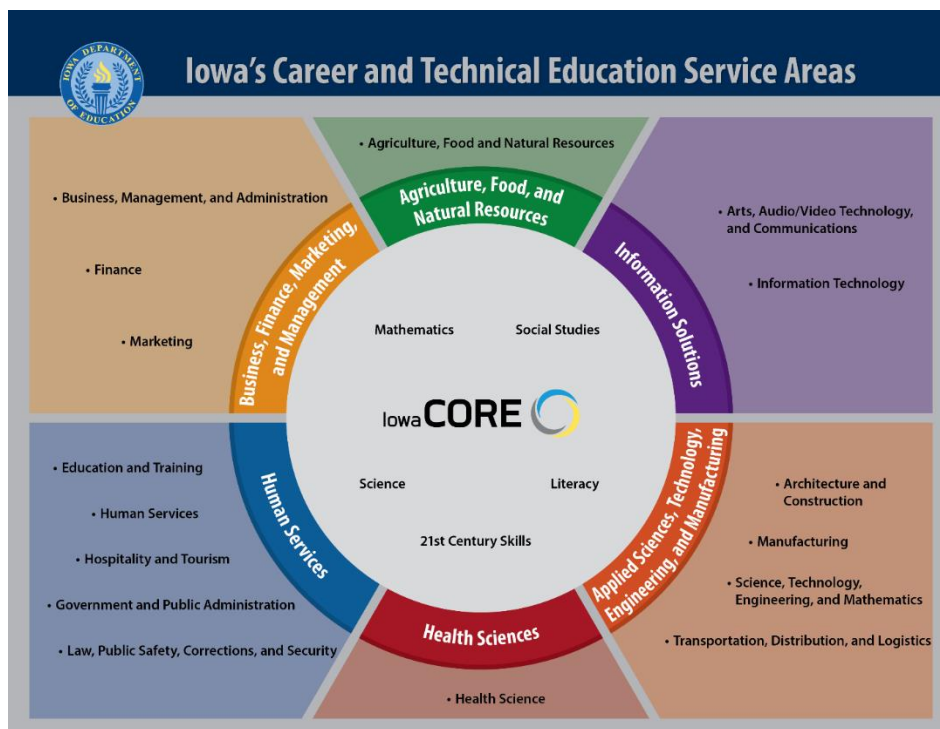 IOWA DEPARTMENT
OF EDUCATION
Iowa's Career and Technical Education Service Areas
• Agriculture, Food and Natural Resources
Agriculture, Food, and
Natural Resources
• Business, Management, and Administration
• Finance
• Marketing
Business, Finance, Marketing,
and Management
• Arts, Audio/Video Technology,
and Communications
• Information Technology
Information Solutions
Mathematics
Social Studies
Iowa CORE
Science
Literacy
21st Century Skills
• Education and Training
• Human Services
• Hospitality and Tourism
• Government and Public Administration
• Law, Public Safety, Corrections, and Security
Human Services
Applied Sciences, Technology,
Engineering, and Manufacturing
• Architecture and
Construction
• Manufacturing
• Science, Technology,
Engineering, and Mathematics
• Transportation, Distribution, and Logistics
Health Sciences
• Health Science